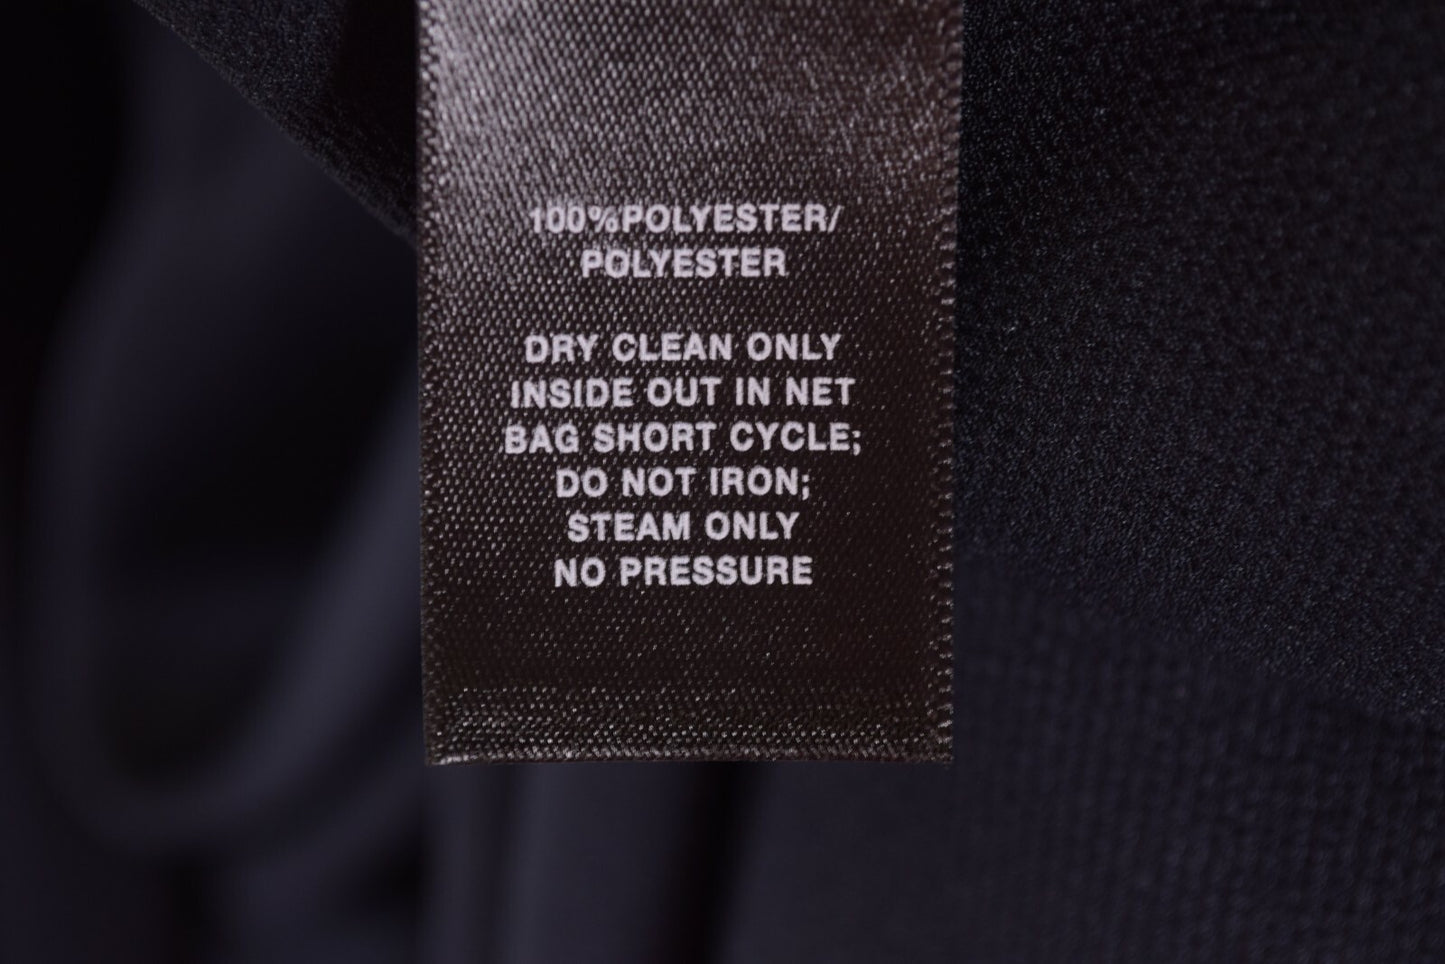 100%POLYESTER/
POLYESTER
DRY CLEAN ONLY
INSIDE OUT IN NET
BAG SHORT CYCLE;
DO NOT IRON;
STEAM ONLY
NO PRESSURE